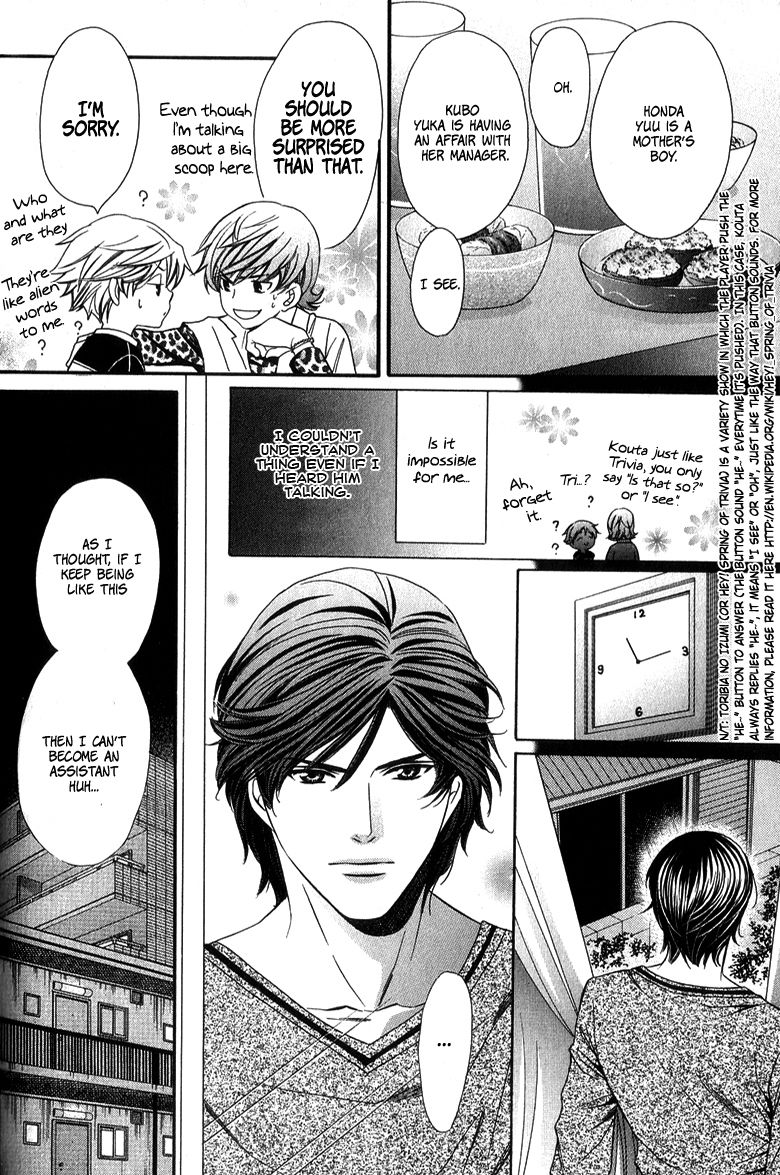 HONDA
YUU IS A
MOTHER'S
BOY.
OH.
KUBO
YUKA IS HAVING
AN AFFAIR WITH
HER MANAGER.
I SEE.
YOU
SHOULD
BE MORE
SURPRISED
THAN THAT.
Even though
I'm talking
about a big
scoop here.
I'M
SORRY.
?
?
Who
and what
are they
They're
like alien
words
to me.
Kouta just like
Trivia, you only
say "Is that so?"
or "I see".
Tri..?
?
?
Ah,
forget
it.
Is it
impossible
for me...
I COULDN'T
UNDERSTAND A
THING EVEN IF I
HEARD HIM
TALKING.
12
3
6
9
...
AS I
THOUGHT, IF I
KEEP BEING
LIKE THIS
THEN I CAN'T
BECOME AN
ASSISTANT
HUH...
N/T: TORIBIA NO IZUMI (OR HEY! SPRING OF TRIVIA) IS A VARIETY SHOW IN WHICH THE PLAYER PUSH THE
"HE~" BUTTON TO ANSWER (THE BUTTON SOUND "HE~" EVERYTIME IT'S PUSHED). IN THIS CASE, KOUTA
ALWAYS REPLIES "HE~", IT MEANS "I SEE" OR "OH", JUST LIKE THE WAY THAT BUTTON SOUNDS. FOR MORE
INFORMATION, PLEASE READ IT HERE HTTP://EN.WIKIPEDIA.ORG/WIKI/HEY!_SPRING_OF_TRIVIA